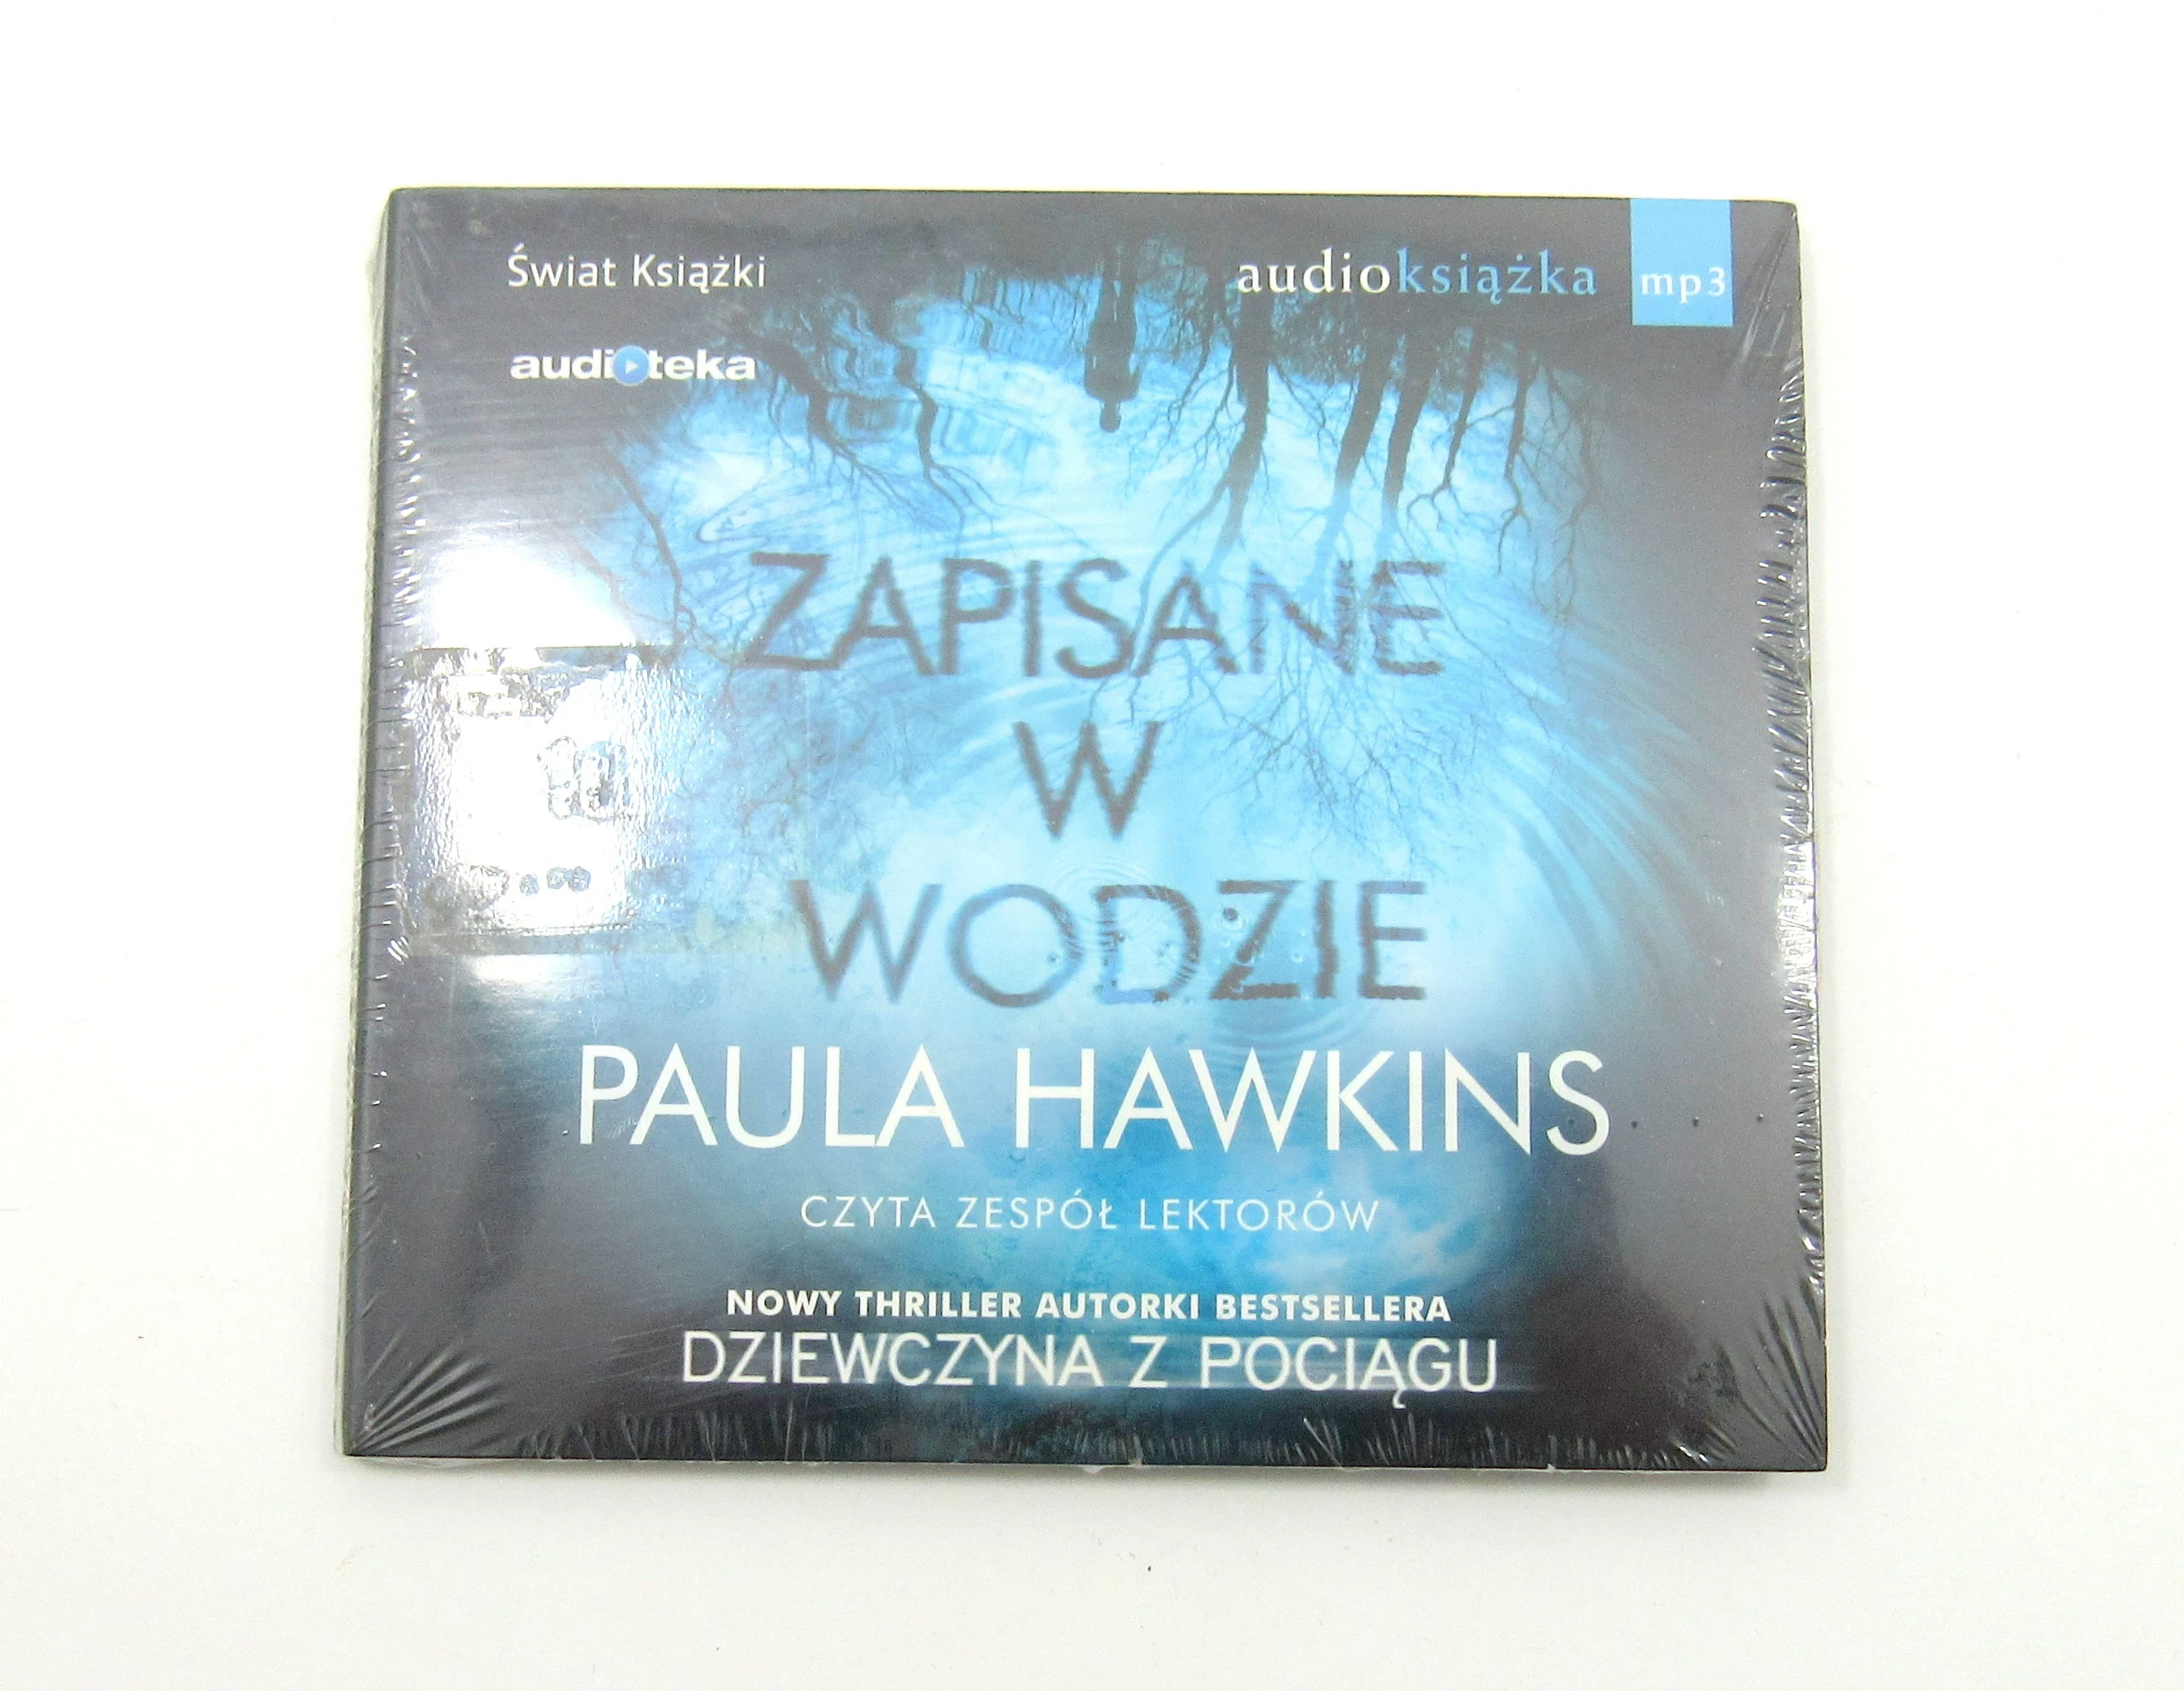 Świat Książki
audioteka
audioksiążka
mp3
ZAPISANE
W
WODZIE
PAULA HAWKINS
CZYTA ZESPÓŁ LEKTORÓW
NOWY THRILLER AUTORKI BESTSELLERA
DZIEWCZYNA Z POCIĄGU